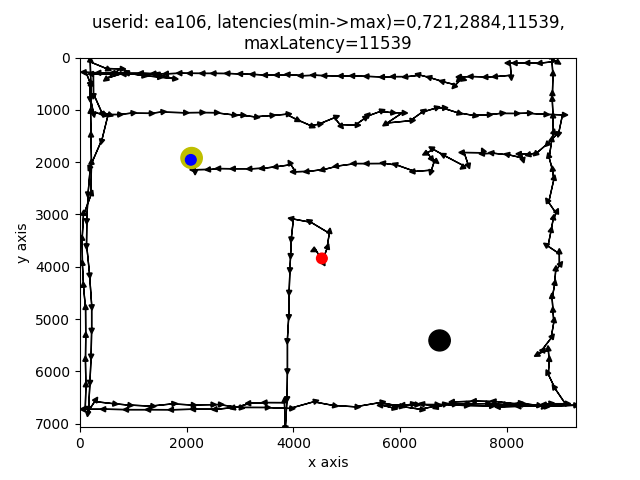 userid: ea106, latencies(min->max)=0,721,2884,11539,
maxLatency=11539
0
1000
2000
3000
4000
5000
6000
7000
y axis
0 2000 4000 6000 8000
x axis